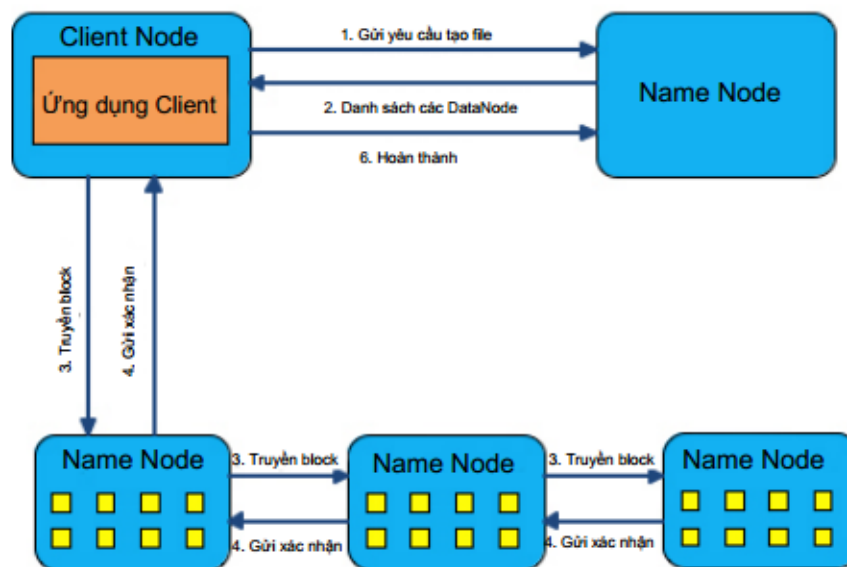 Client Node
Ứng dụng Client
1. Gửi yêu cầu tạo file
2. Danh sách các DataNode
6. Hoàn thành
Name Node
3. Truyền block
4. Gửi xác nhận
Name Node
3. Truyền block
4. Gửi xác nhận
Name Node
3. Truyền block
4. Gửi xác nhận
Name Node